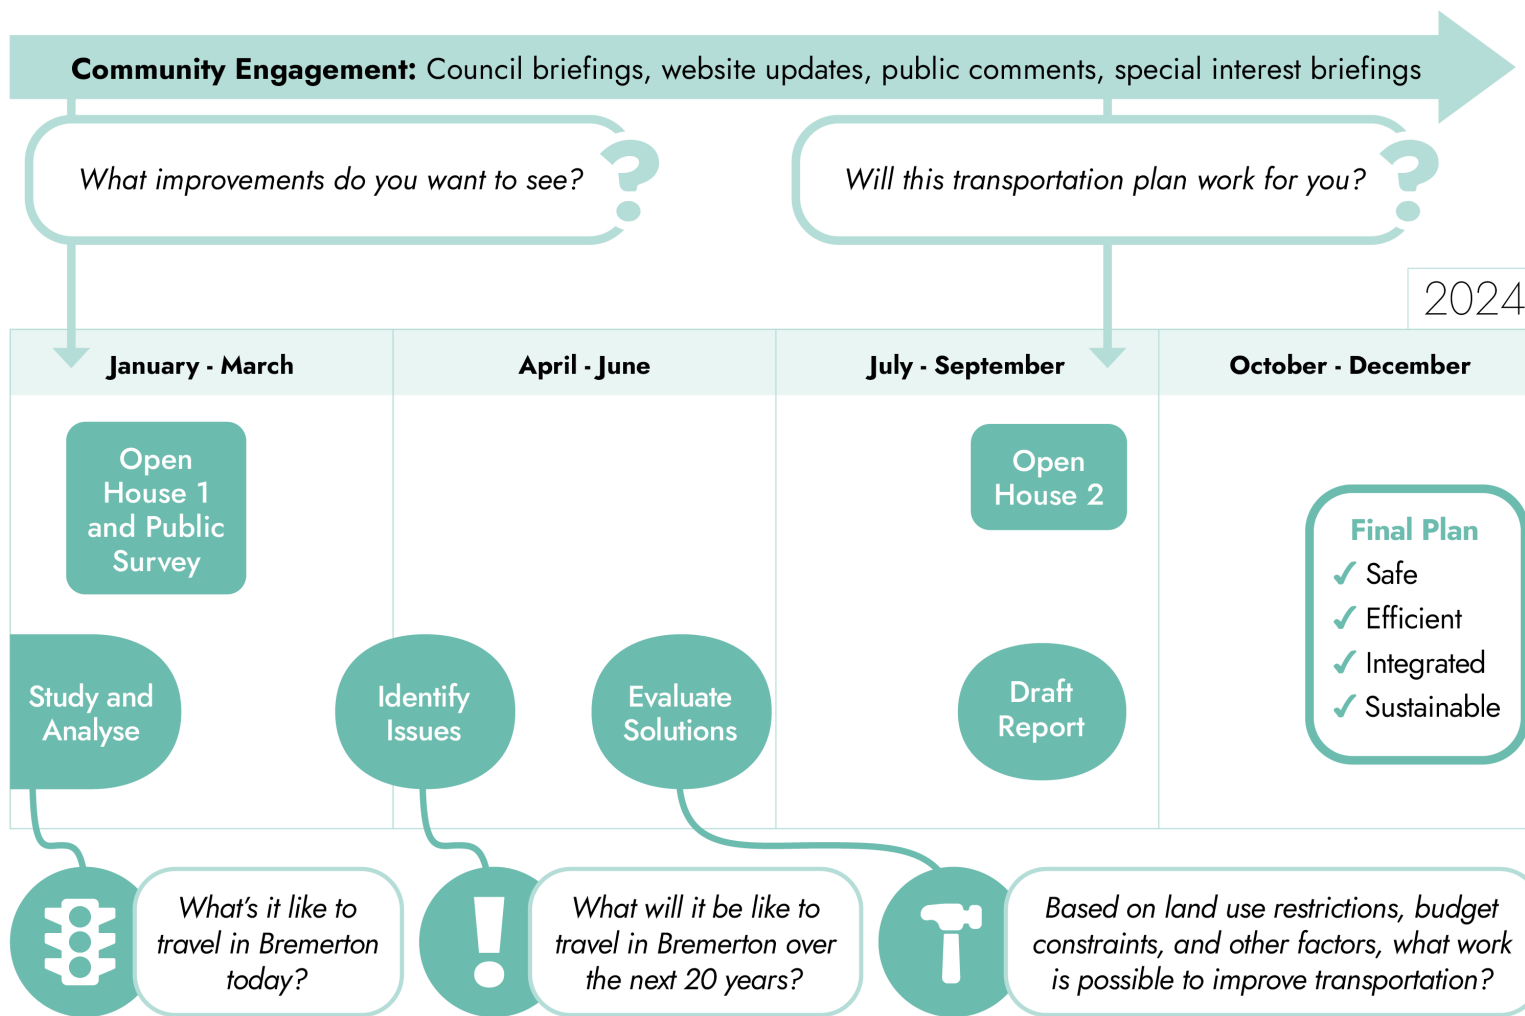 Community Engagement: Council briefings, website updates, public comments, special interest briefings
What improvements do you want to see?
Will this transportation plan work for you?
2024
January - March
April - June
July - September
October - December
Open
House 1
and Public
Survey
Open
House 2
Final Plan
Safe
Efficient
Integrated
Sustainable
Study and
Analyse
Identify
Issues
Evaluate
Solutions
Draft
Report
What's it like to
travel in Bremerton
today?
What will it be like to
travel in Bremerton over
the next 20 years?
Based on land use restrictions, budget
constraints, and other factors, what work
is possible to improve transportation?